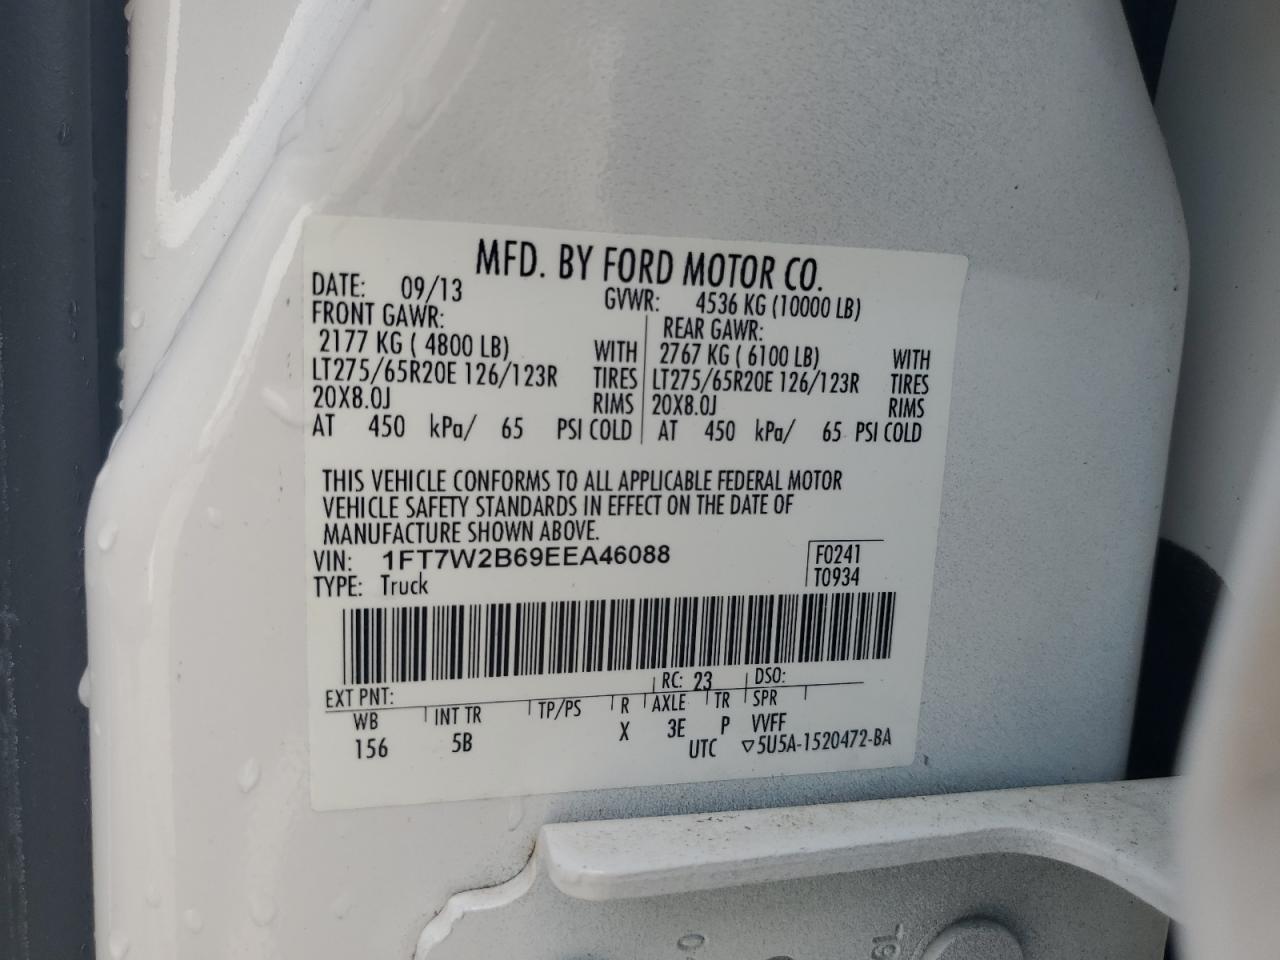 MFD. BY FORD MOTOR CO.
DATE: 09/13 GVWR: 4536 KG (10000 LB)
FRONT GAWR: REAR GAWR:
2177 KG ( 4800 LB) WITH 2767 KG ( 6100 LB) WITH
LT275/65R20E 126/123R TIRES LT275/65R20E 126/123R TIRES
20X8.0J RIMS 20X8.0J RIMS
AT 450 kPa/ 65 PSI COLD AT 450 kPa/ 65 PSI COLD
THIS VEHICLE CONFORMS TO ALL APPLICABLE FEDERAL MOTOR
VEHICLE SAFETY STANDARDS IN EFFECT ON THE DATE OF
MANUFACTURE SHOWN ABOVE.
VIN: 1FT7W2B69EEA46088 F0241
TYPE: Truck T0934
EXT PNT: RC: 23 DSO:
WB INT TR TP/PS R AXLE TR SPR
156 5B X 3E P VVFF
UTC ▽5U5A-1520472-BA